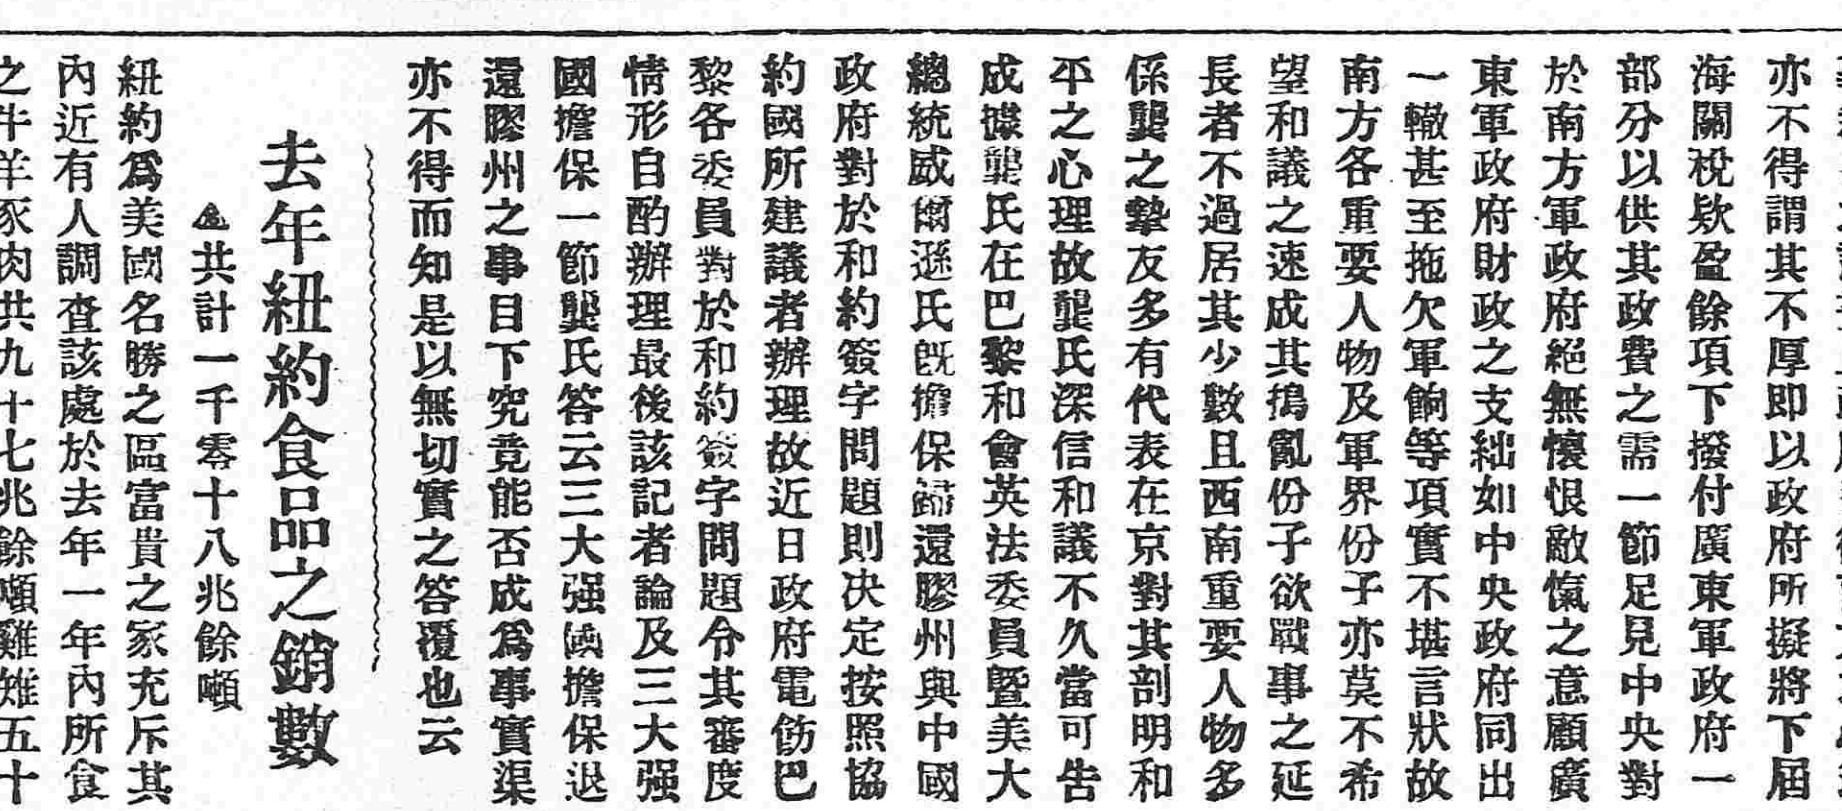 亦不得謂其不厚即以政府所擬將下屆
海關稅欵盈餘項下撥付廣東軍政府一
部分以供其政費之需一節足見中央對
於南方軍政府絕無懷恨敵愾之意顧廣
東軍政府財政之支絀如中央政府同出
一轍甚至拖欠軍餉等項實不堪言狀故
南方各重要人物及軍界份子亦莫不希
望和議之速成其搗亂份子欲戰事之延
長者不過居其少數且西南重要人物多
係龔之摯友多有代表在京對其剖明和
平之心理故龔氏深信和議不久當可告
成據龔氏在巴黎和會英法委員曁美大
總統威爾遜氏旣擔保歸還膠州與中國
政府對於和約簽字問題則决定按照協
約國所建議者辦理故近日政府電飭巴
黎各委員對於和約簽字問題令其審度
情形自酌辦理最後該記者論及三大强
國擔保一節龔氏答云三大强國擔保退
還膠州之事目下究竟能否成爲事實渠
亦不得而知是以無切實之答覆也云
去年紐約食品之銷數
▲共計一千零十八兆餘噸
紐約爲美國名勝之區富貴之家充斥其
內近有人調查該處於去年一年內所食
之牛羊豕肉共九十七兆餘噸雞雉五十